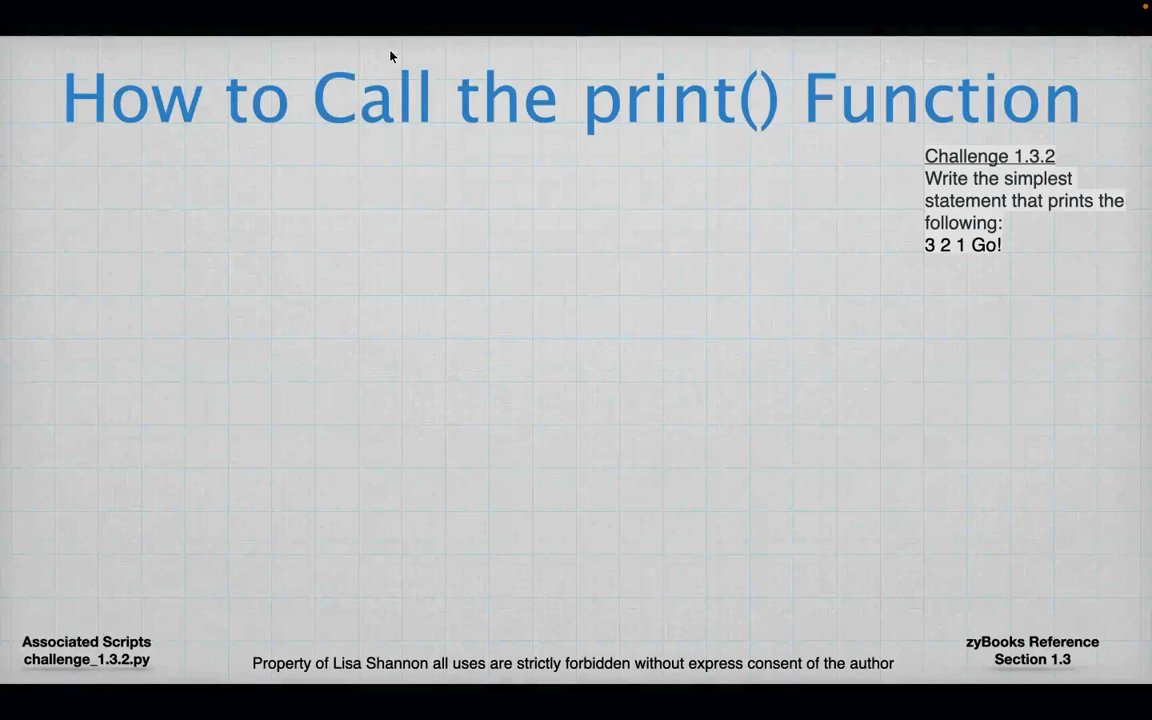 How to Call the print() Function
Challenge 1.3.2
Write the simplest
statement that prints the
following:
3 2 1 Go!
Associated Scripts
challenge_1.3.2.py
Property of Lisa Shannon all uses are strictly forbidden without express consent of the author
zyBooks Reference
Section 1.3